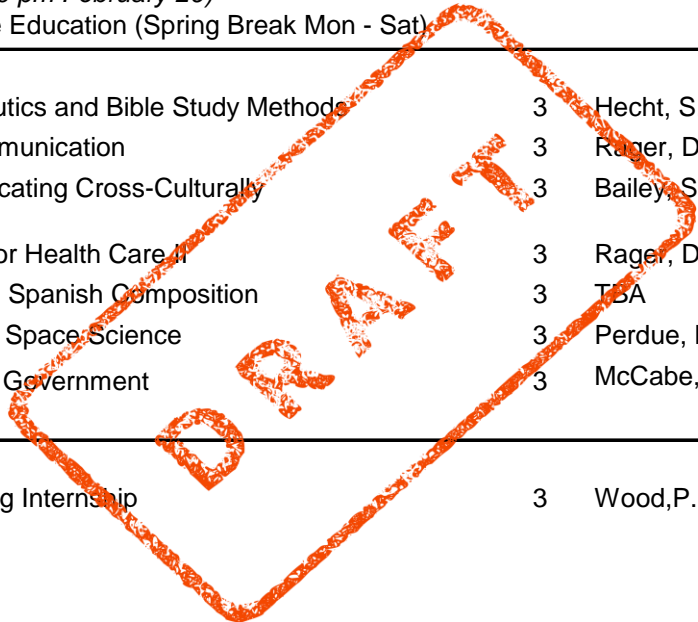 pm February
e Education (Spring Break Mon - Sat)
utics and Bible Study Methods 3 Hecht, S
munication 3 Rager, D
cating Cross-Culturally 3 Bailey, S
or Health Care II 3 Rager, D
Spanish Composition 3 TBA
Space Science 3 Perdue,
Government 3 McCabe,
g Internship 3 Wood,P.
DRAFT